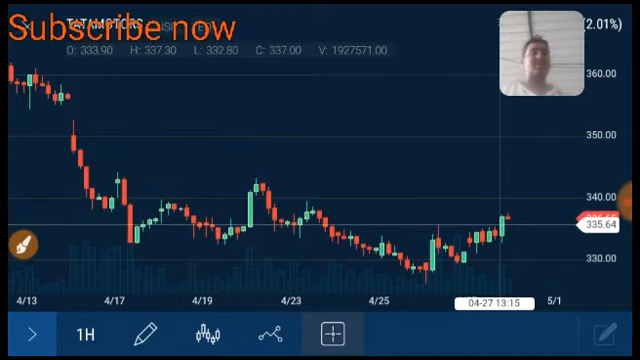 Subscribe now
TATAMOTORS
(2.01%)
O: 333.90 H: 337.30 L: 332.80 C: 337.00 V: 1927571.00
360.00
350.00
340.00
335.64
330.00
4/13 4/17 4/19 4/23 4/25 04-27 13:15 5/1
1H